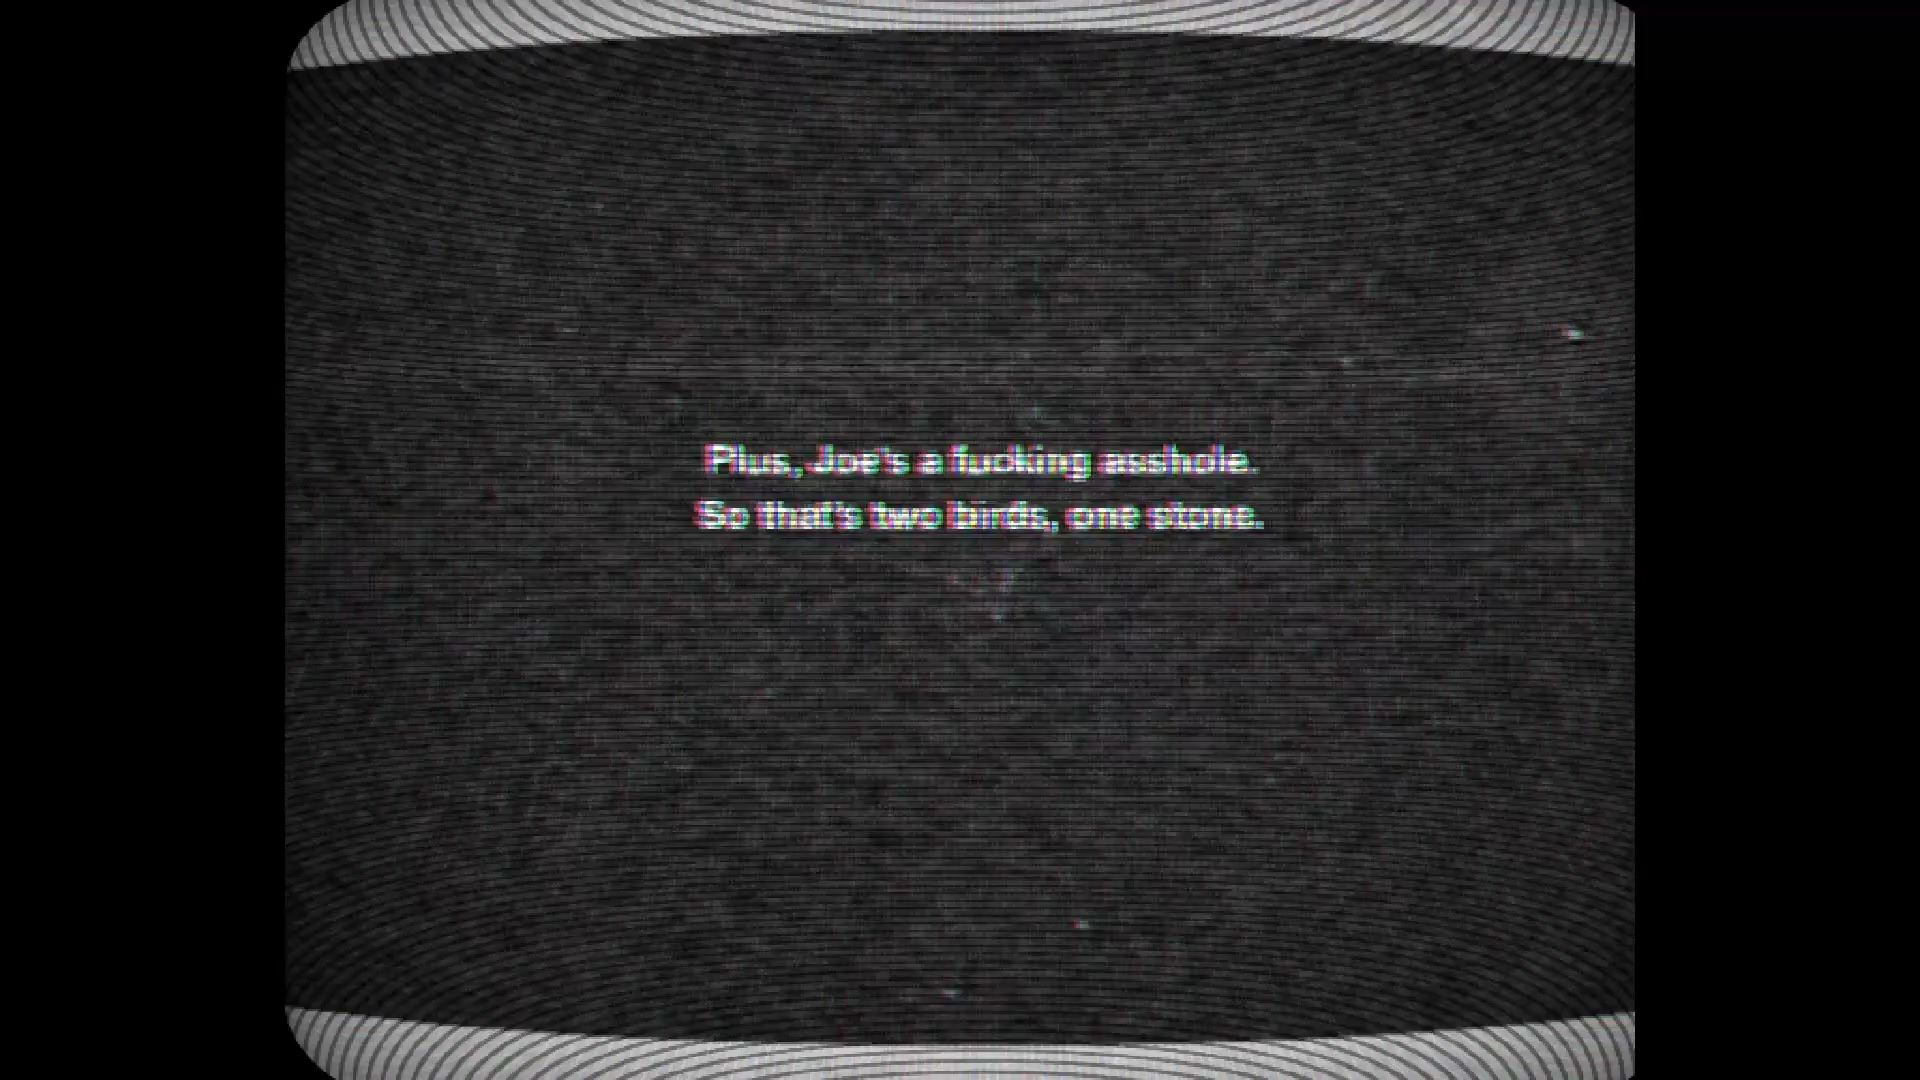 Plus, Joe's a fucking asshole.
So that's two birds, one stone.